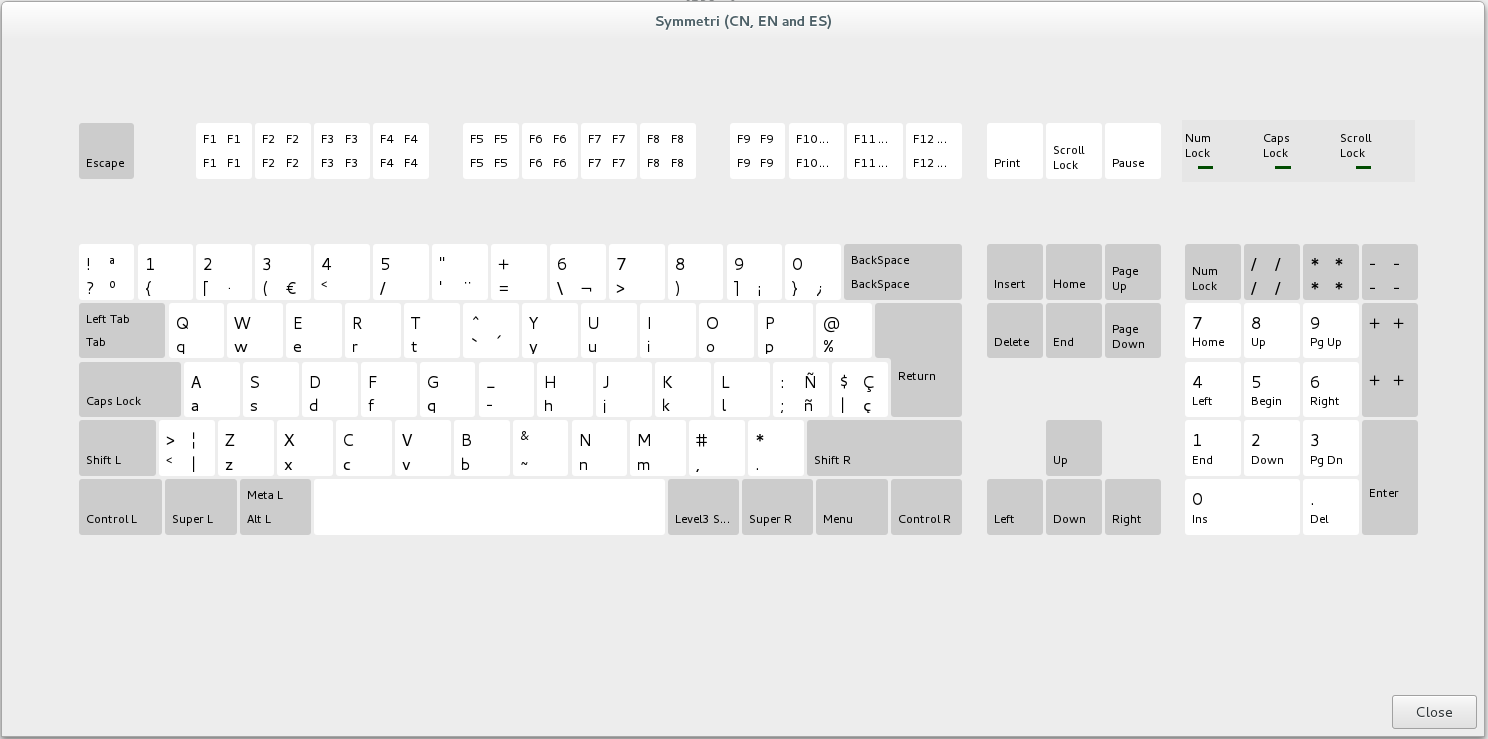 Symmetri (CN, EN and ES)
Escape
F1 F1 F2 F2 F3 F3 F4 F4 F5 F5 F6 F6 F7 F7 F8 F8 F9 F9 F10... F11... F12...
F1 F1 F2 F2 F3 F3 F4 F4 F5 F5 F6 F6 F7 F7 F8 F8 F9 F9 F10... F11... F12...
Print Scroll Lock Pause
Num Lock Caps Lock Scroll Lock
! ª 1 2 3 4 5 " + 6 7 8 9 0 BackSpace
? º { [ · ( € < / ' ¨ = \ ¬ > ) ] ¡ } ¿ BackSpace
Insert Home Page Up
Num Lock / / * * - -
/ / * * - -
Left Tab Q W E R T ^ Y U I O P @
Tab q w e r t ` ´ y u i o p %
Return
Delete End Page Down
7 8 9 + +
Home Up Pg Up
Caps Lock
A S D F G _ H J K L : Ñ $ Ç
a s d f g - h j k l ; ñ | ç
4 5 6 + +
Left Begin Right
Shift L
> ¦ Z X C V B & N M # *
< | z x c v b ~ n m , .
Shift R
Up
1 2 3
End Down Pg Dn
Enter
Control L Super L Meta L
Alt L
Level3 S... Super R Menu Control R
Left Down Right
0 .
Ins Del
Close